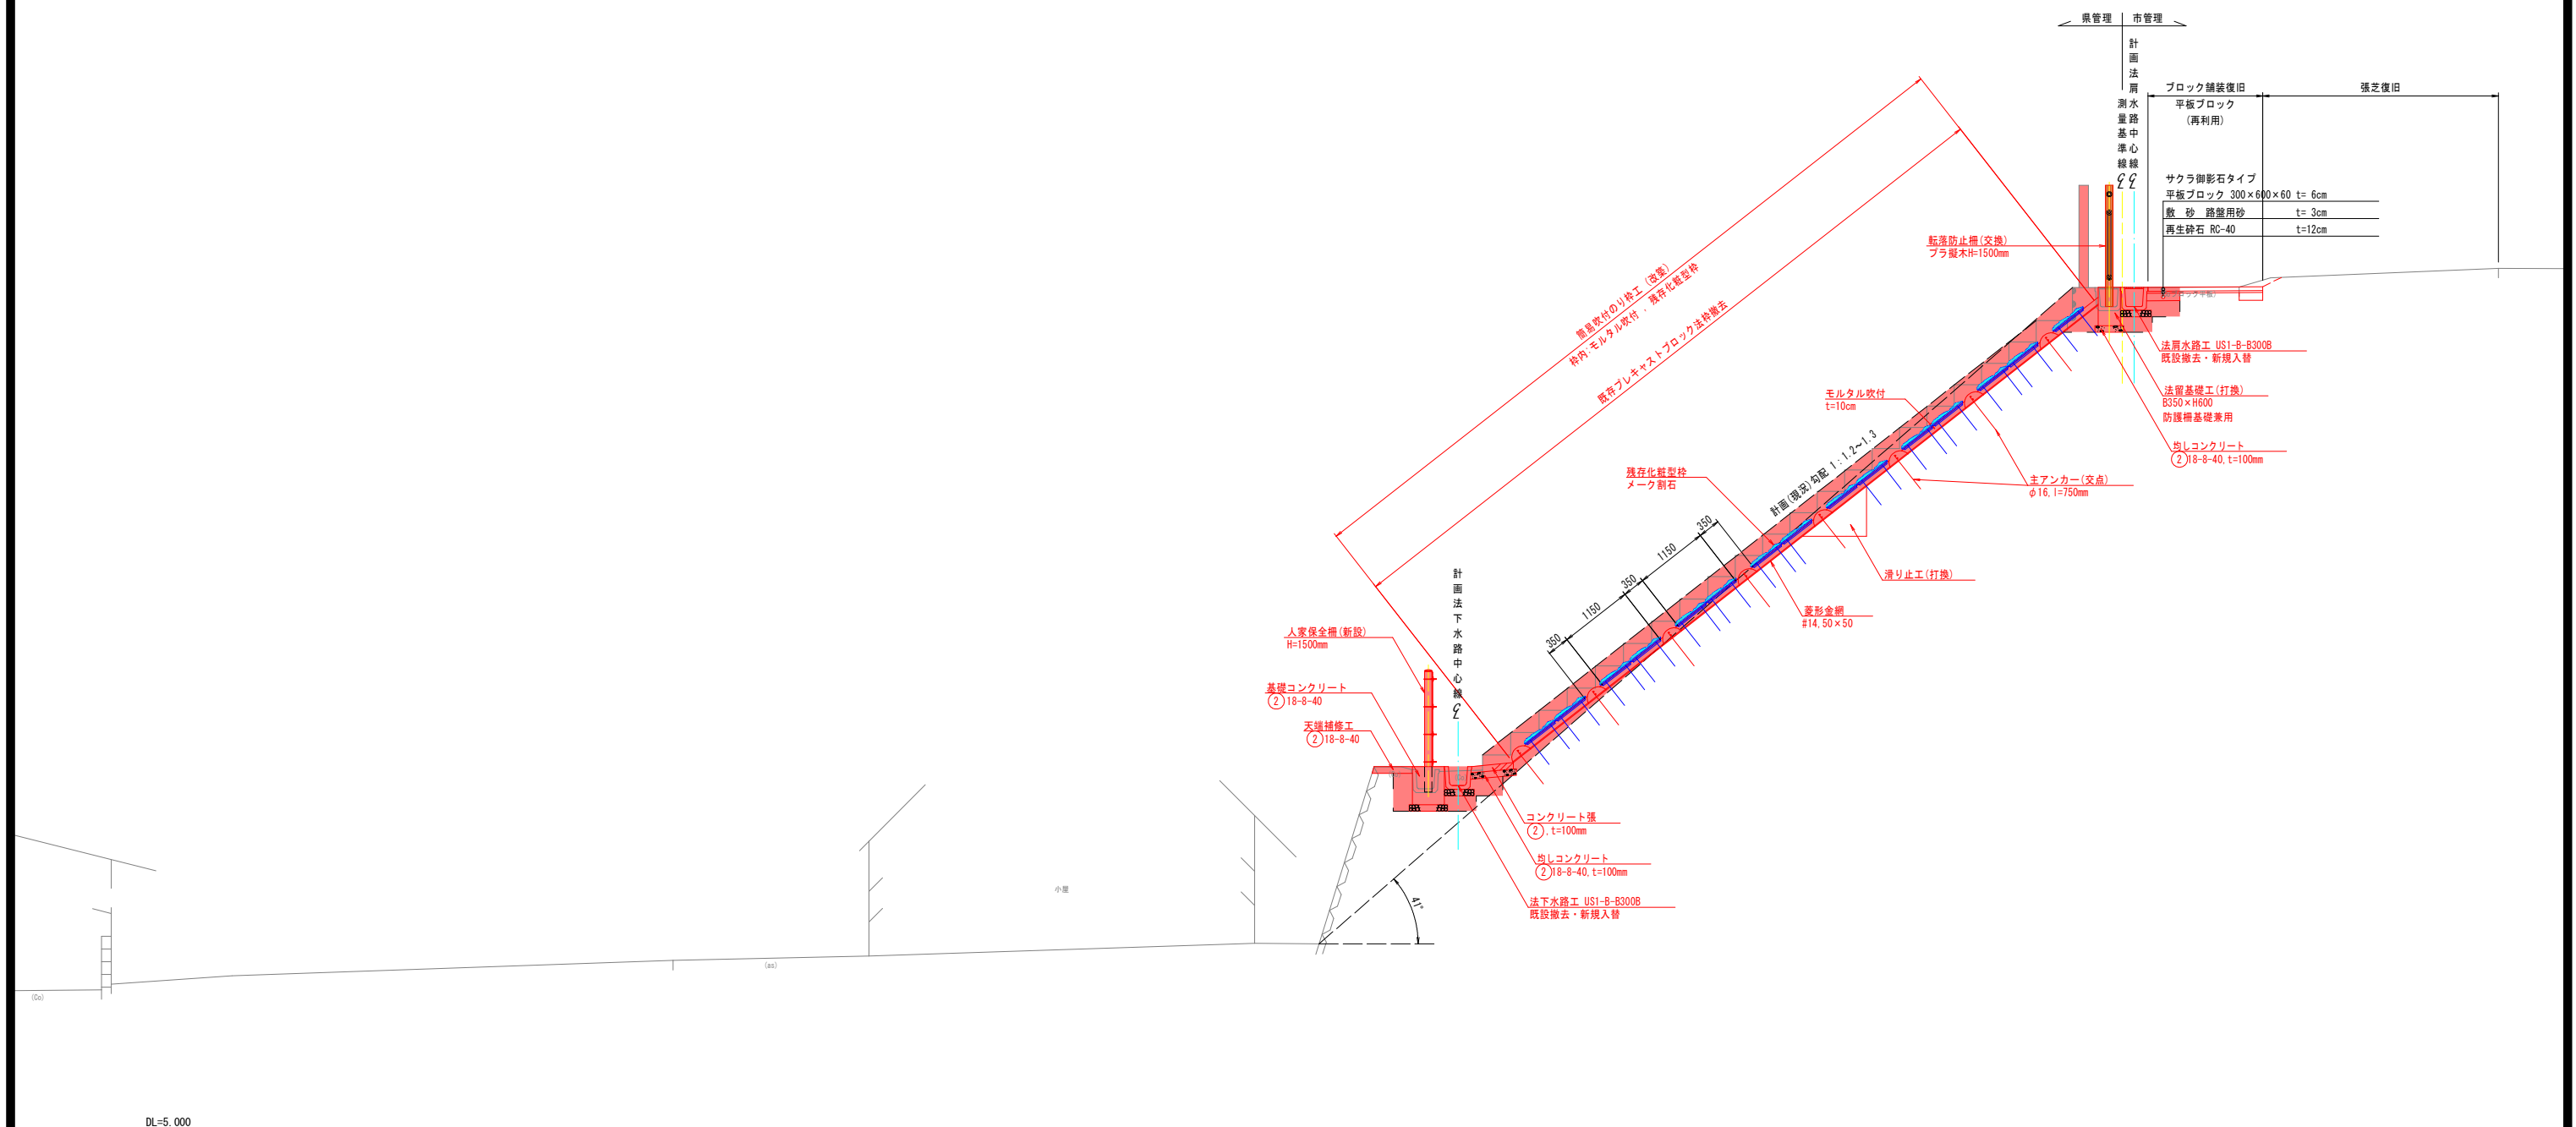 県管理
市管理
計画法肩水路中心線
測量基準線
ブロック舗装復旧
張芝復旧
平板ブロック
(再利用)
サクラ御影石タイプ
平板ブロック 300×600×60 t= 6cm
敷 砂 路盤用砂 t= 3cm
再生砕石 RC-40 t=12cm
転落防止柵(交換)
プラ擬木H=1500mm
簡易吹付のり枠工(改築)
枠内:モルタル吹付 , 残存化粧型枠
既存プレキャストブロック法枠撤去
法肩水路工 US1-B-B300B
既設撤去・新規入替
法留基礎工(打換)
B350×H600
防護柵基礎兼用
均しコンクリート
② 18-8-40, t=100mm
モルタル吹付
t=10cm
計画(現況)勾配 1:1.2～1.3
残存化粧型枠
メーク割石
主アンカー(交点)
φ16, l=750mm
350
1150
350
1150
350
滑り止工(打換)
菱形金網
#14, 50×50
計画法下水路中心線
人家保全柵(新設)
H=1500mm
基礎コンクリート
② 18-8-40
天端補修工
② 18-8-40
コンクリート張
② , t=100mm
均しコンクリート
② 18-8-40, t=100mm
法下水路工 US1-B-B300B
既設撤去・新規入替
41°
小屋
(as)
(Co)
DL=5.000